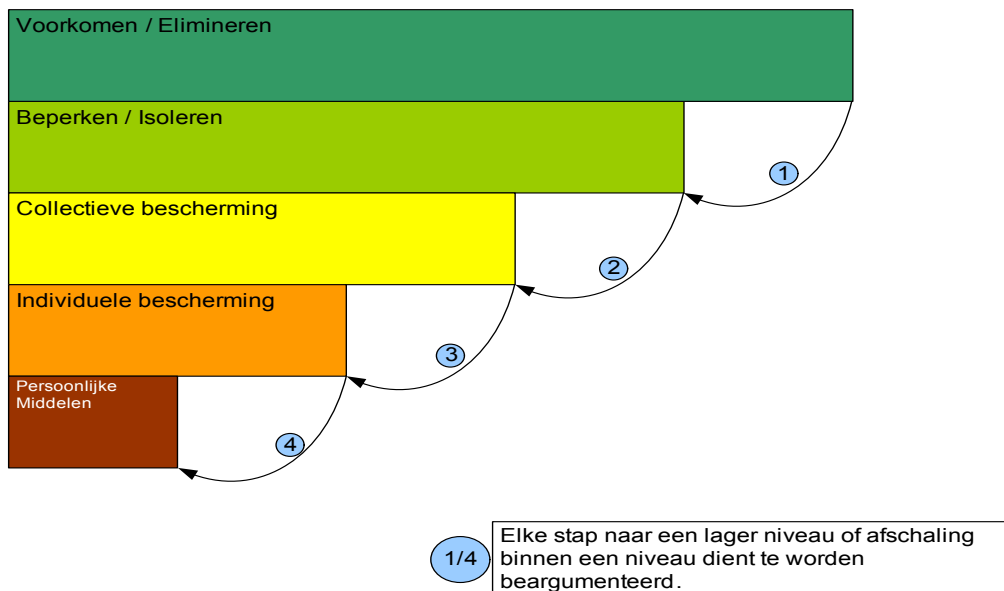 Voorkomen / Elimineren
Beperken / Isoleren
1
Collectieve bescherming
2
Individuele bescherming
3
Persoonlijke
Middelen
4
1/4
Elke stap naar een lager niveau of afschaling
binnen een niveau dient te worden
beargumenteerd.